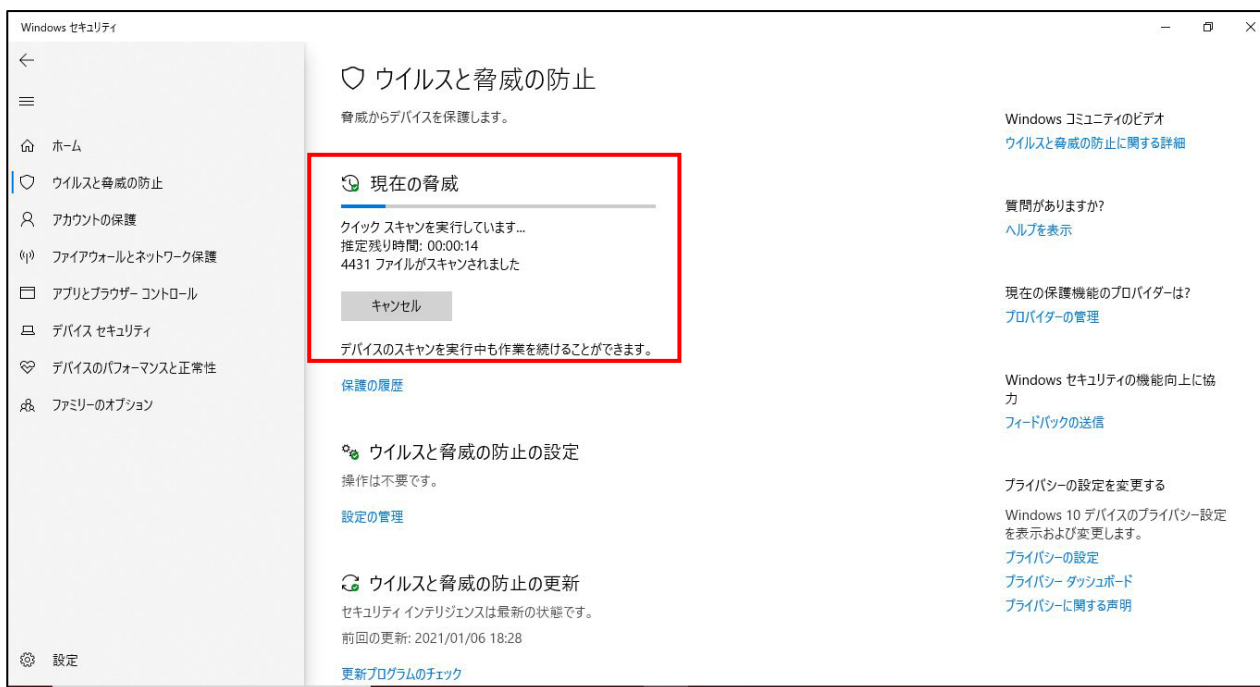 Windows セキュリティ
ホーム
ウイルスと脅威の防止
アカウントの保護
ファイアウォールとネットワーク保護
アプリとブラウザー コントロール
デバイス セキュリティ
デバイスのパフォーマンスと正常性
ファミリーのオプション
設定
ウイルスと脅威の防止
脅威からデバイスを保護します。
現在の脅威
クイック スキャンを実行しています...
推定残り時間: 00:00:14
4431 ファイルがスキャンされました
キャンセル
デバイスのスキャンを実行中も作業を続けることができます。
保護の履歴
ウイルスと脅威の防止の設定
操作は不要です。
設定の管理
ウイルスと脅威の防止の更新
セキュリティ インテリジェンスは最新の状態です。
前回の更新: 2021/01/06 18:28
更新プログラムのチェック
Windows コミュニティのビデオ
ウイルスと脅威の防止に関する詳細
質問がありますか?
ヘルプを表示
現在の保護機能のプロバイダーは?
プロバイダーの管理
Windows セキュリティの機能向上に協
力
フィードバックの送信
プライバシーの設定を変更する
Windows 10 デバイスのプライバシー設定
を表示および変更します。
プライバシーの設定
プライバシー ダッシュボード
プライバシーに関する声明